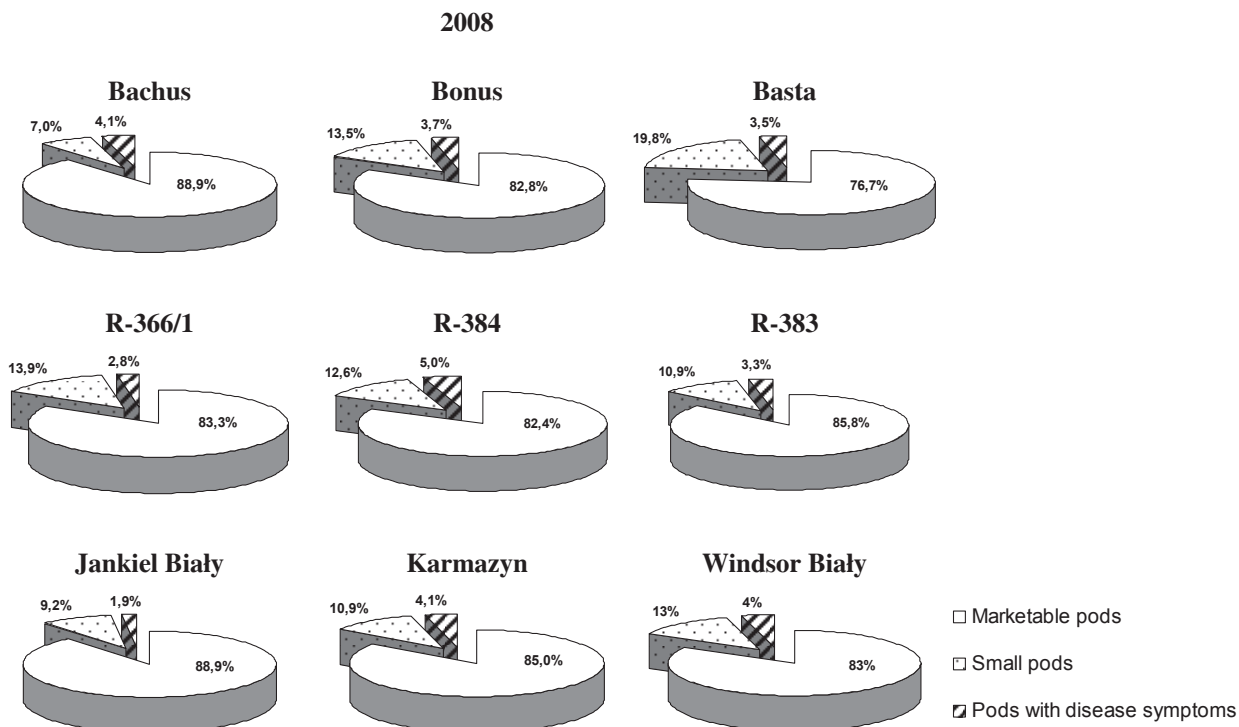 2008
Bachus Bonus Basta
7,0% 4,1% 13,5% 3,7% 19,8% 3,5%
88,9% 82,8% 76,7%
R-366/1 R-384 R-383
13,9% 2,8% 12,6% 5,0% 10,9% 3,3%
83,3% 82,4% 85,8%
Jankiel Biały Karmazyn Windsor Biały
9,2% 1,9% 10,9% 4,1% 13% 4%
88,9% 85,0% 83%
Marketable pods
Small pods
Pods with disease symptoms